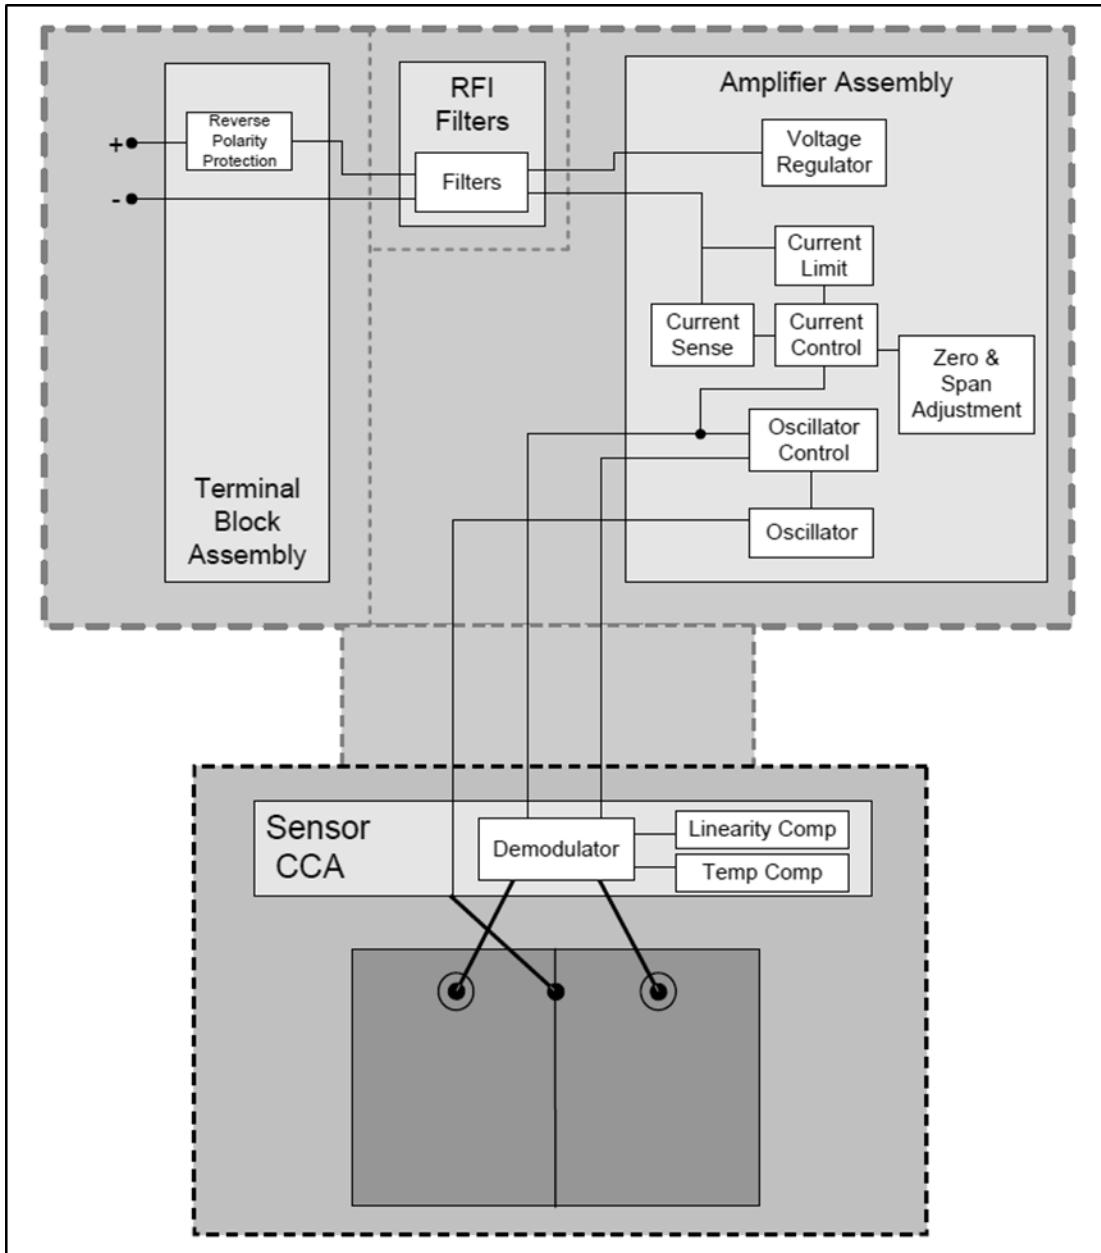 +
-
Reverse
Polarity
Protection
Terminal
Block
Assembly
RFI
Filters
Filters
Amplifier Assembly
Voltage
Regulator
Current
Limit
Current
Sense
Current
Control
Zero &
Span
Adjustment
Oscillator
Control
Oscillator
Sensor
CCA
Demodulator
Linearity Comp
Temp Comp